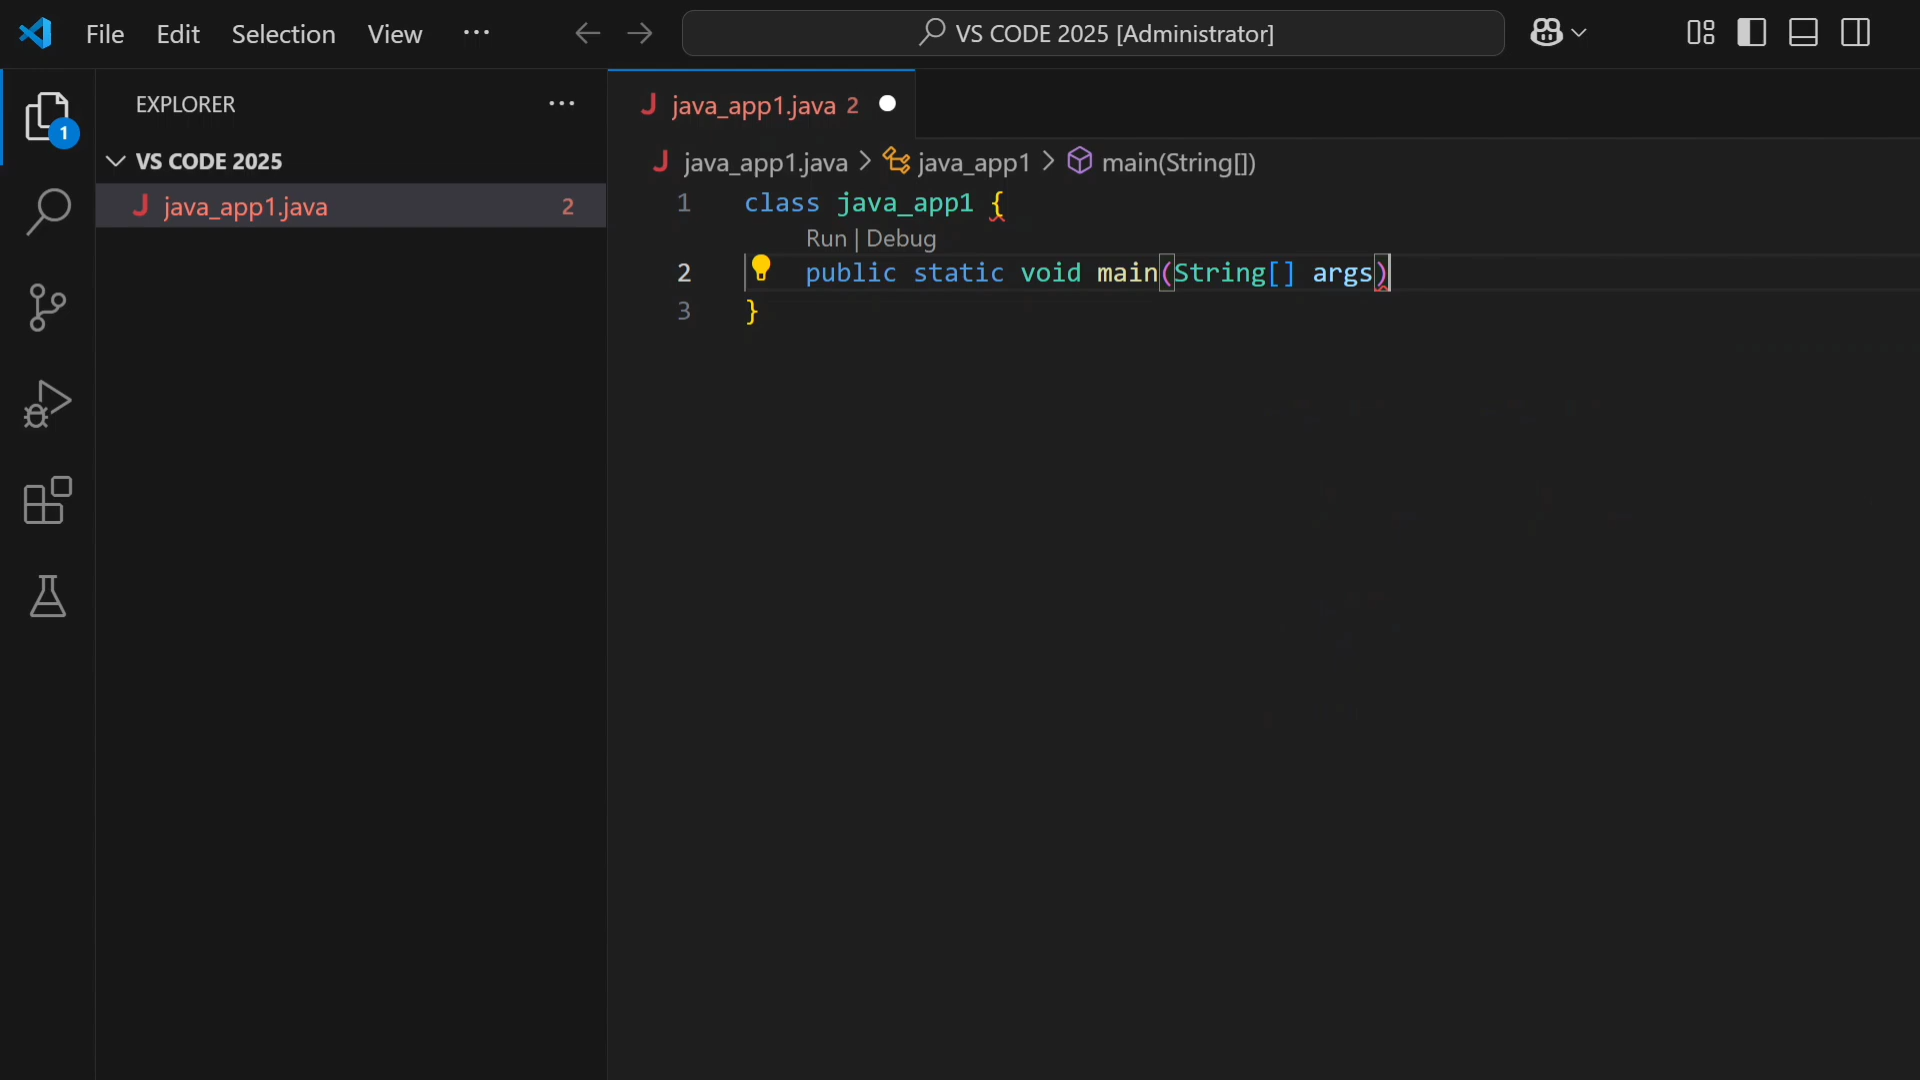 File Edit Selection View ··· VS CODE 2025 [Administrator]
EXPLORER ···
VS CODE 2025
J java_app1.java 2
1
J java_app1.java 2
J java_app1.java > java_app1 > main(String[])
1 class java_app1 {
Run | Debug
2 public static void main(String[] args)
3 }